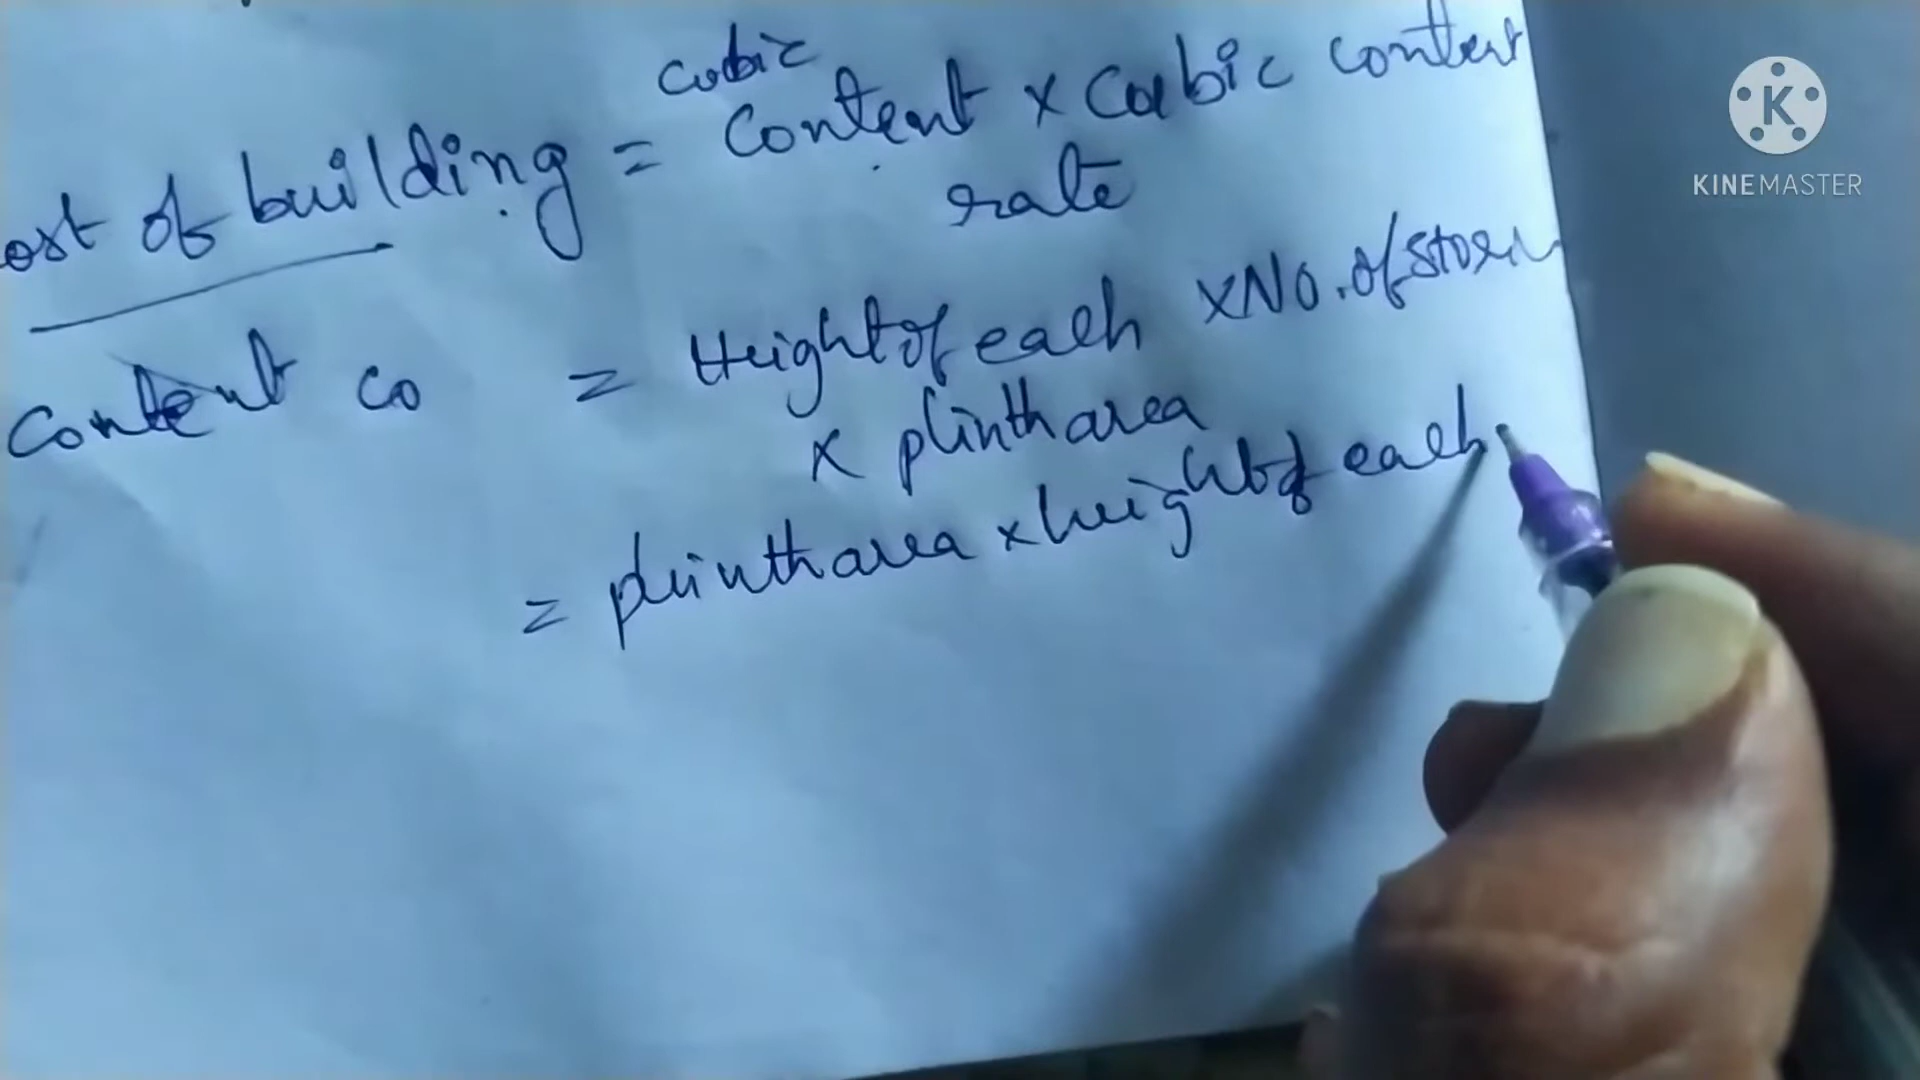 cubic
ost of building = Content x Cubic content
rate
Content co = Height of each x No. of
x plinth area
= plinth area x height of each
KINEMASTER